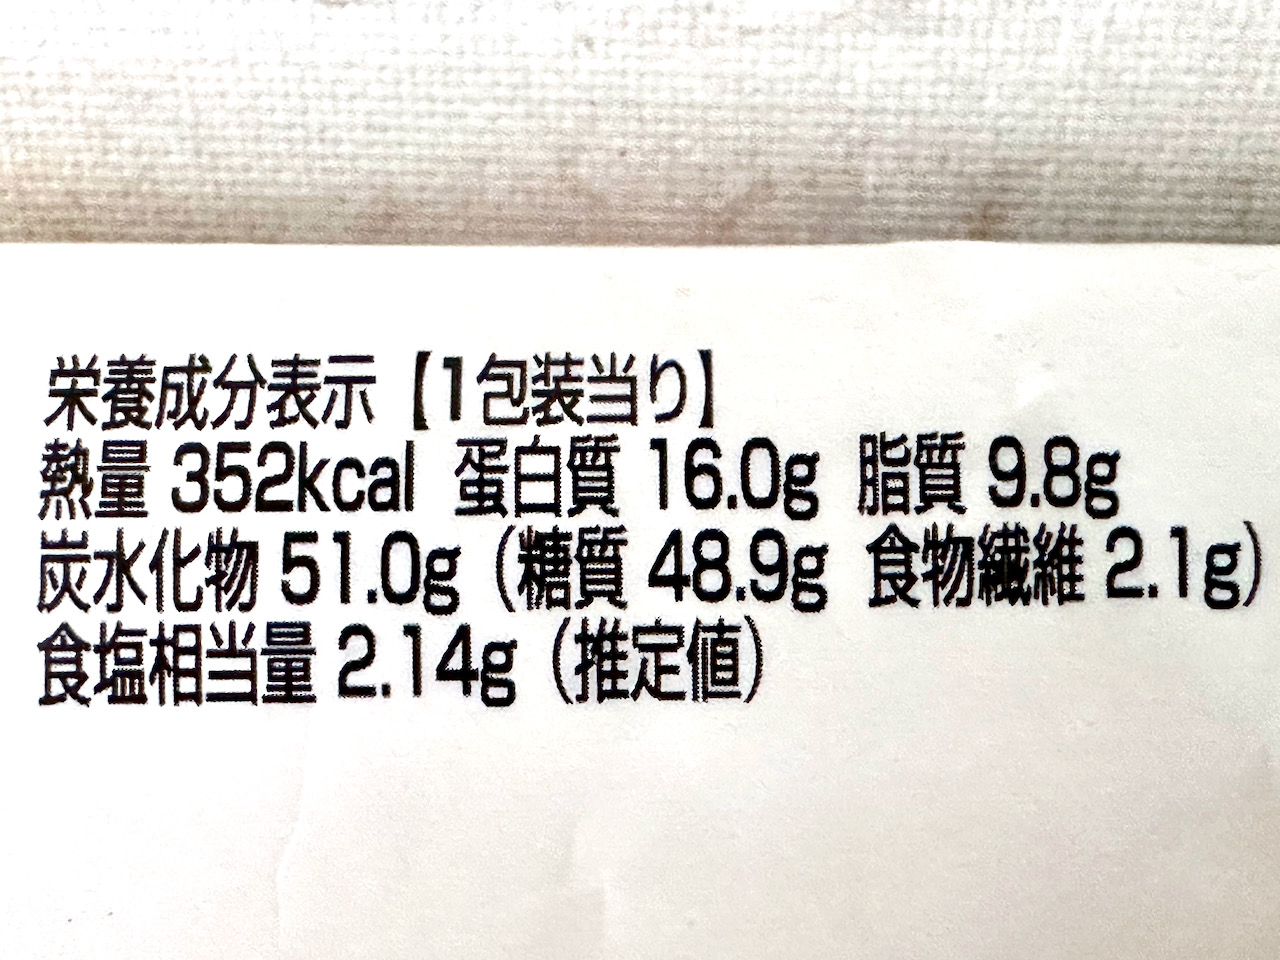 栄養成分表示【1包装当り】
熱量 352kcal 蛋白質 16.0g 脂質 9.8g
炭水化物 51.0g（糖質 48.9g 食物繊維 2.1g）
食塩相当量 2.14g（推定値）